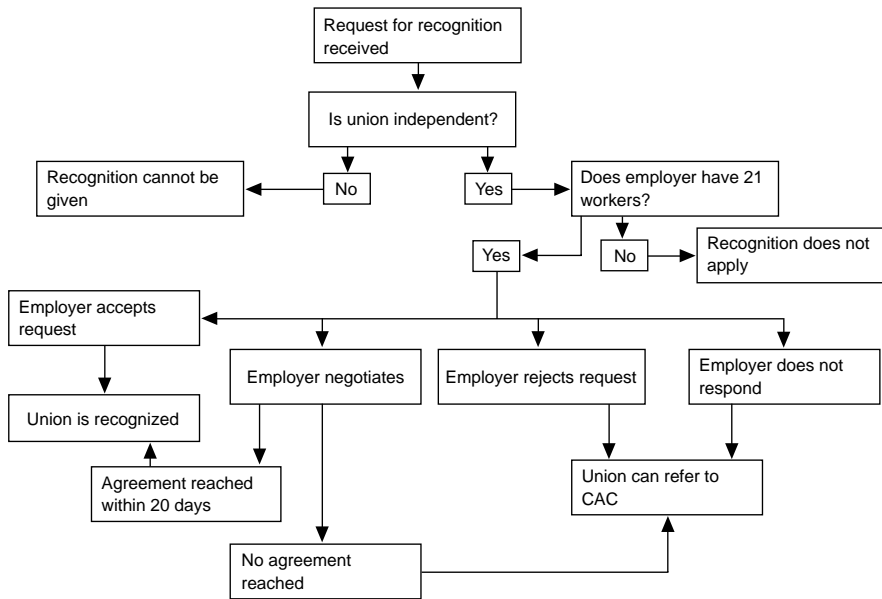 Request for recognition
received
Is union independent?
Recognition cannot be
given
No
Yes
Does employer have 21
workers?
Yes
No
Recognition does not
apply
Employer accepts
request
Employer negotiates
Employer rejects request
Employer does not
respond
Union is recognized
Agreement reached
within 20 days
Union can refer to
CAC
No agreement
reached